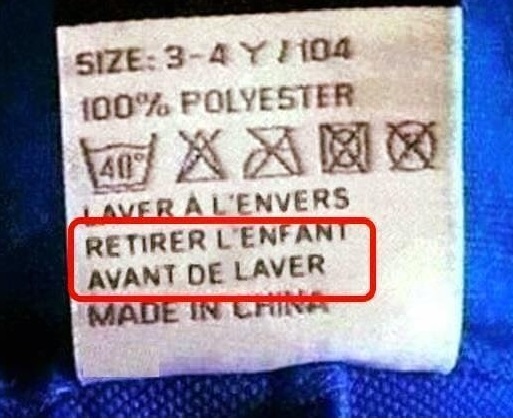 SIZE: 3-4 Y / 104
100% POLYESTER
40°
LAVER À L'ENVERS
RETIRER L'ENFANT
AVANT DE LAVER
MADE IN CHINA